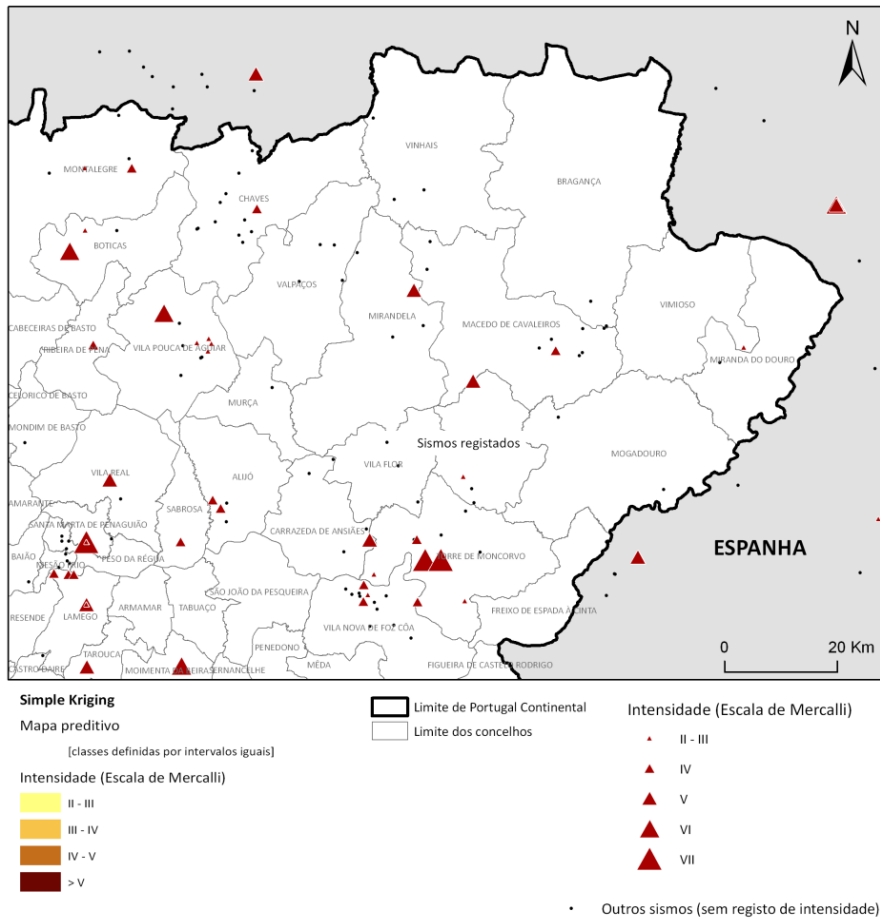 N
VINHAIS
MONTALEGRE
BRAGANÇA
CHAVES
BOTICAS
VALPAÇOS
VIMIOSO
MIRANDELA
CABECEIRAS DE BASTO
MACEDO DE CAVALEIROS
RIBEIRA DE PENA
VILA POUCA DE AGUIAR
MIRANDA DO DOURO
CELORICO DE BASTO
MURÇA
MONDIM DE BASTO
Sismos registados
MOGADOURO
VILA REAL
ALIJÓ
VILA FLOR
AMARANTE
SABROSA
SANTA MARTA DE PENAGUIÃO
CARRAZEDA DE ANSIÃES
ESPANHA
BAIÃO
PESO DA RÉGUA
TORRE DE MONCORVO
MESÃO FRIO
SÃO JOÃO DA PESQUEIRA
RESENDE
LAMEGO
ARMAMAR
TABUAÇO
FREIXO DE ESPADA À CINTA
VILA NOVA DE FOZ CÔA
0 20 Km
PENEDONO
TAROUCA
CASTRO DAIRE
MOIMENTA DA BEIRA
SERNANCELHE
MÊDA
FIGUEIRA DE CASTELO RODRIGO
Simple Kriging
Mapa preditivo
[classes definidas por intervalos iguais]
Intensidade (Escala de Mercalli)
II - III
III - IV
IV - V
> V
Limite de Portugal Continental
Limite dos concelhos
Intensidade (Escala de Mercalli)
II - III
IV
V
VI
VII
Outros sismos (sem registo de intensidade)